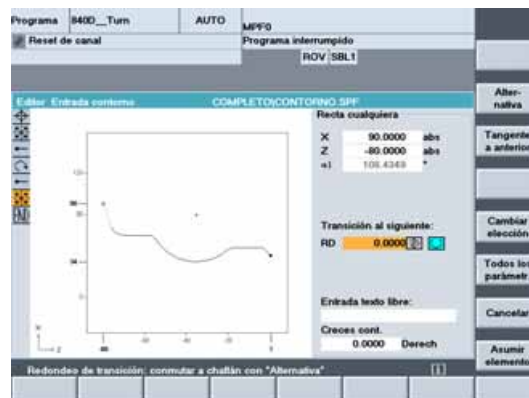 Programa 840D__Turn AUTO MPF0
Reset de canal Programa interrumpido
ROV SBL1
Editor Entrada contorno COMPLETO\CONTORNO.SPF
Recta cualquiera
X 90.0000 abs
Z -80.0000 abs
α1 108.4349 °
Transición al siguiente:
RD 0.0000
Entrada texto libre:
Creces cont.
0.0000 Derech
END
X
Z
Redondeo de transición: conmutar a chaflán con "Alternativa"
Alter-
nativa
Tangente
a anterior
Cambiar
elección
Todos los
parámetr.
Cancelar
Asumir
elemento